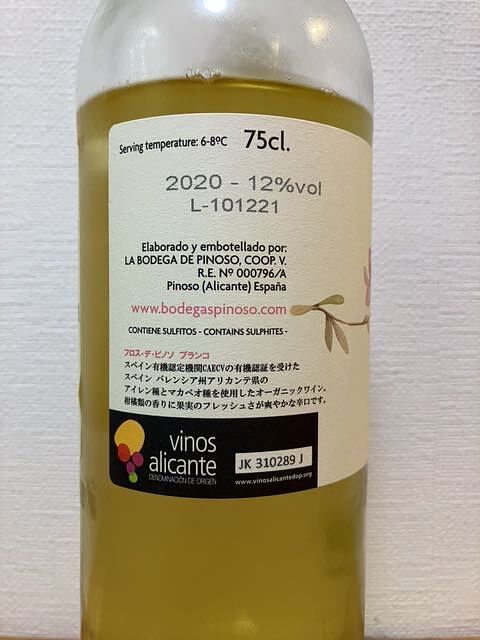 Serving temperature: 6-8ºC 75cl.
2020 - 12%vol
L-101221
Elaborado y embotellado por:
LA BODEGA DE PINOSO, COOP. V.
R.E. Nº 000796/A
Pinoso (Alicante) España
www.bodegaspinoso.com
CONTIENE SULFITOS - CONTAINS SULPHITES -
フロス・デ・ピノソ ブランコ
スペイン有機認定機関CAECVの有機認証を受けた
スペイン バレンシア州アリカンテ県の
アイレン種とマカベオ種を使用したオーガニックワイン。
柑橘類の香りに果実のフレッシュさが爽やかな辛口です。
vinos
alicante
DENOMINACIÓN DE ORIGEN
JK 310289 J
www.vinosalicantedop.org